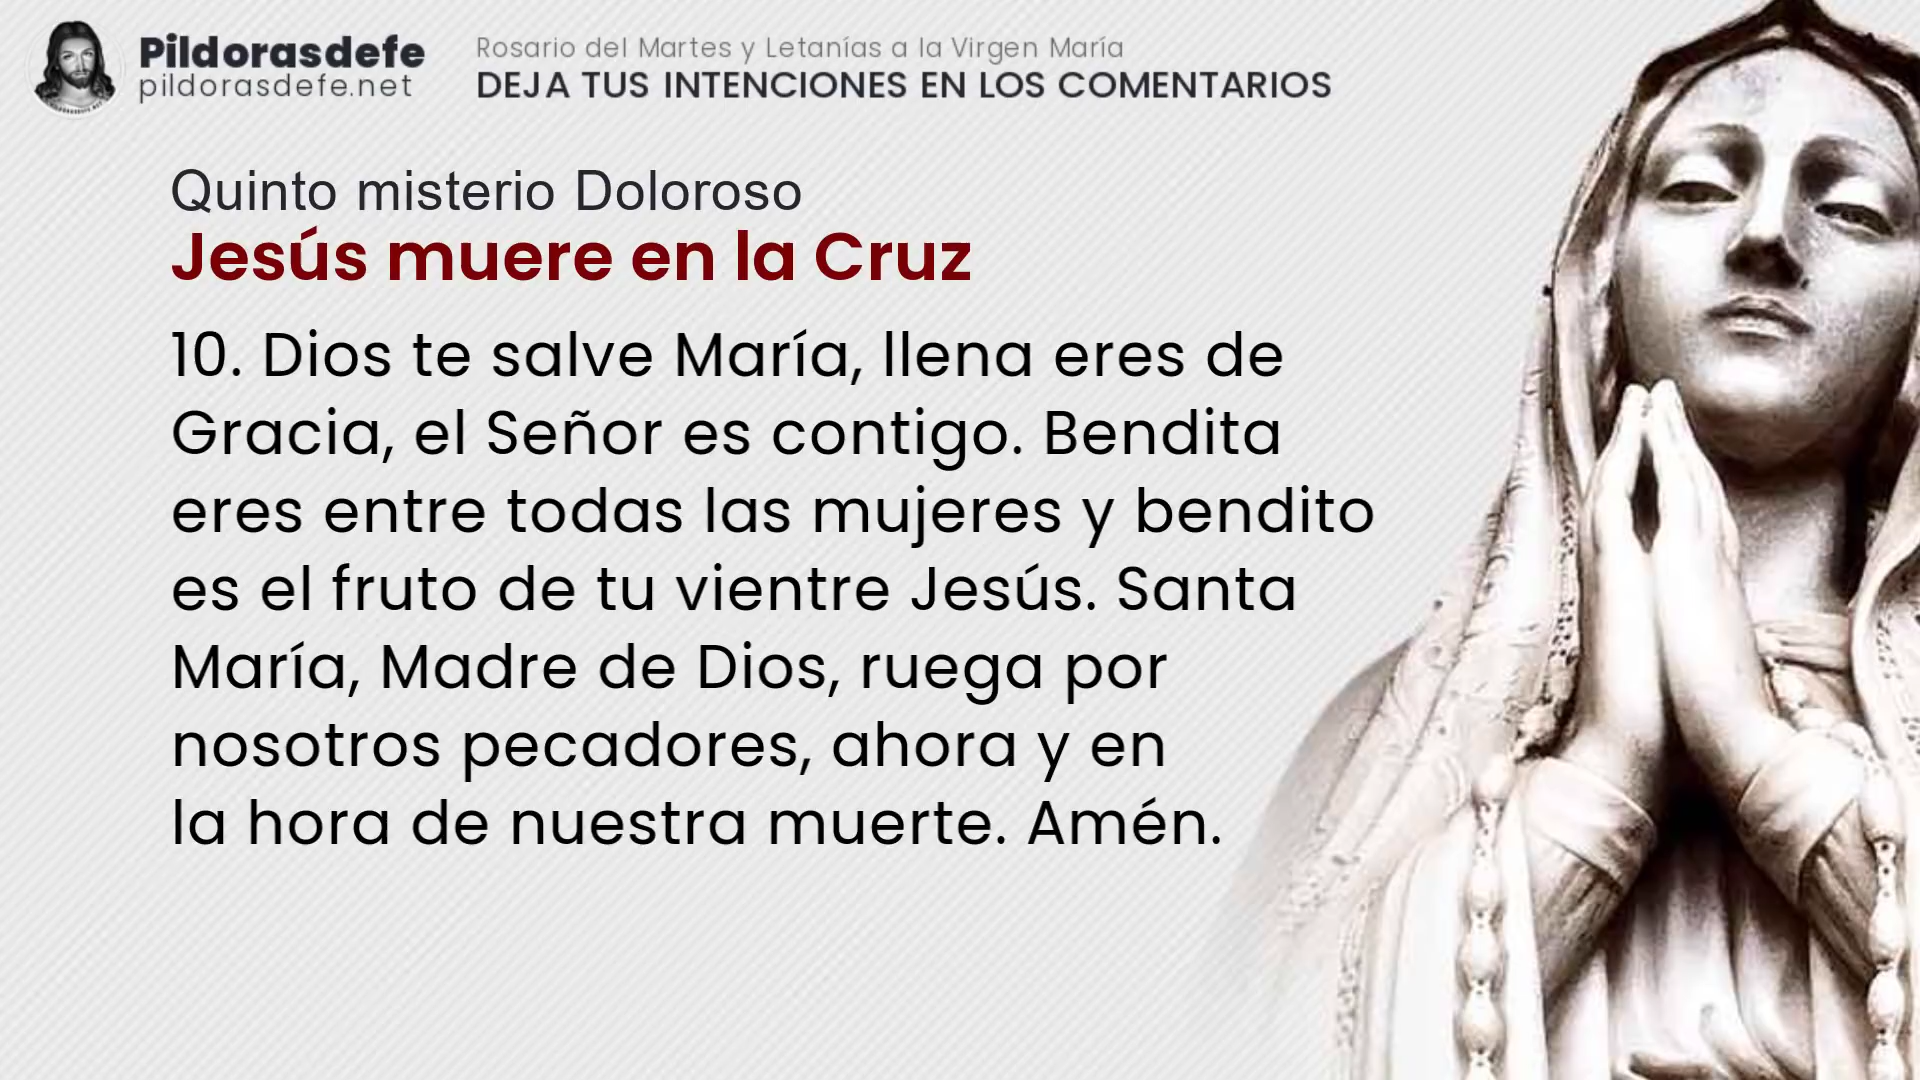 Pildorasdefe
pildorasdefe.net
Rosario del Martes y Letanías a la Virgen María
DEJA TUS INTENCIONES EN LOS COMENTARIOS
Quinto misterio Doloroso
Jesús muere en la Cruz
10. Dios te salve María, llena eres de
Gracia, el Señor es contigo. Bendita
eres entre todas las mujeres y bendito
es el fruto de tu vientre Jesús. Santa
María, Madre de Dios, ruega por
nosotros pecadores, ahora y en
la hora de nuestra muerte. Amén.